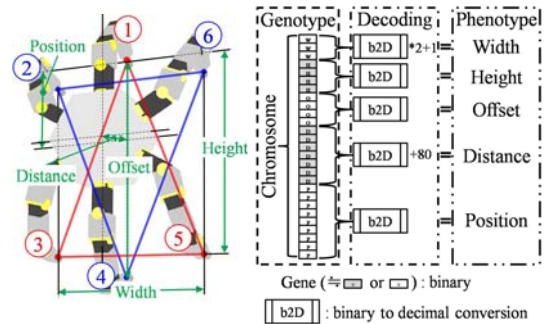 Position
①
②
⑥
Height
Offset
Distance
③
⑤
④
Width
Genotype
Decoding
Phenotype
Chromosome
b2D *2+1 = Width
b2D = Height
b2D = Offset
b2D +80 = Distance
b2D = Position
Gene (≒ or ) : binary
b2D : binary to decimal conversion